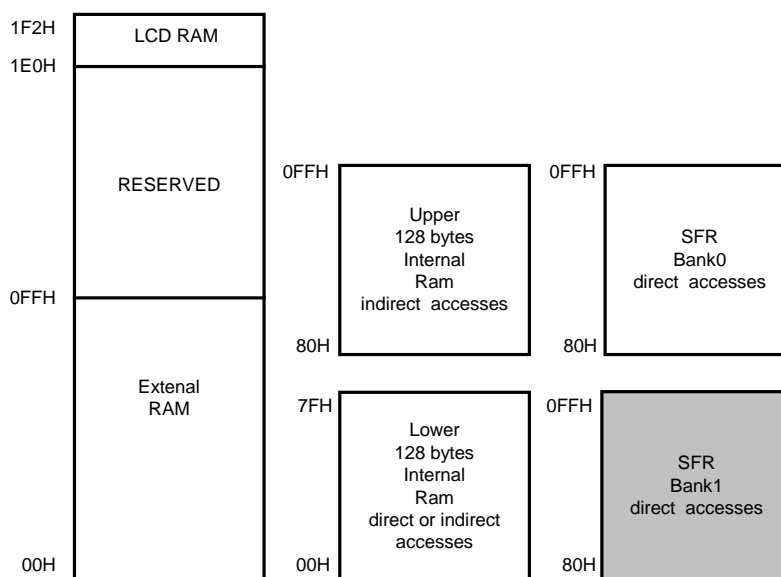 1F2H
LCD RAM
1E0H
RESERVED
0FFH
Extenal
RAM
00H
0FFH
Upper
128 bytes
Internal
Ram
indirect accesses
80H
7FH
Lower
128 bytes
Internal
Ram
direct or indirect
accesses
00H
0FFH
SFR
Bank0
direct accesses
80H
0FFH
SFR
Bank1
direct accesses
80H